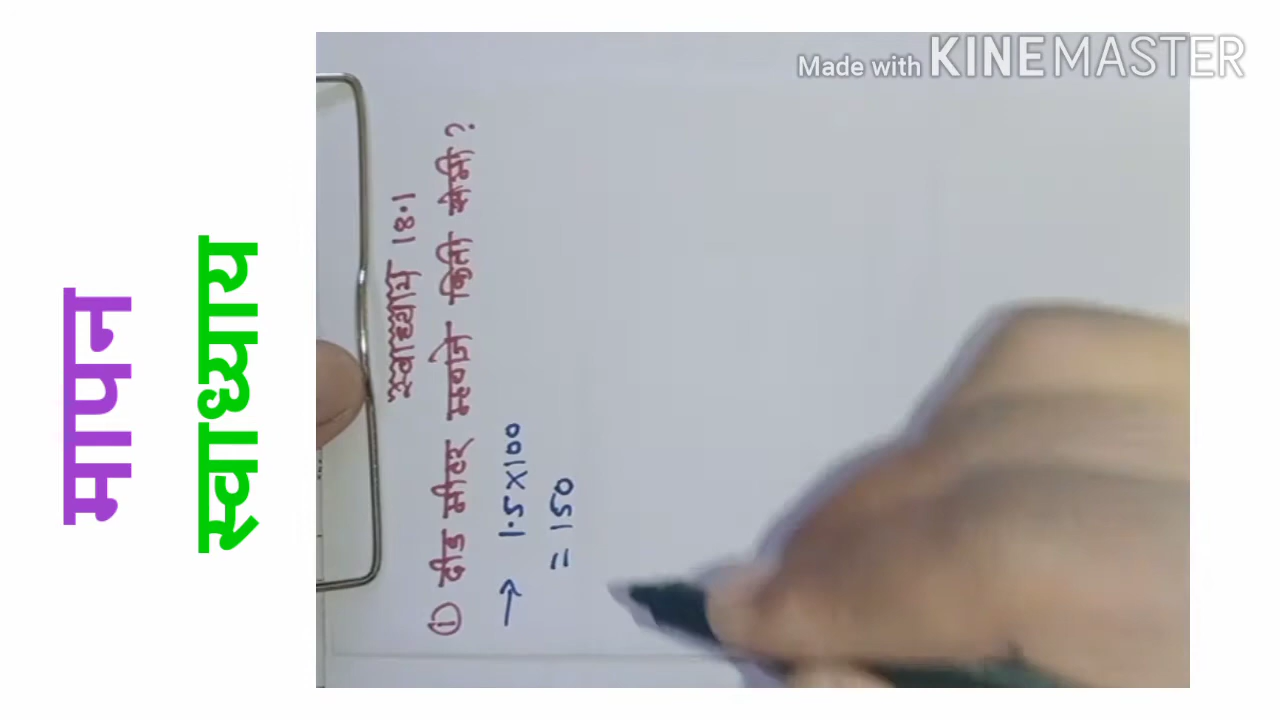 Made with KINEMASTER
मापन
स्वाध्याय
स्वाध्याय 18.1
① दीड मीटर म्हणजे किती सेमी ?
→ 1.5 × 100
= 150